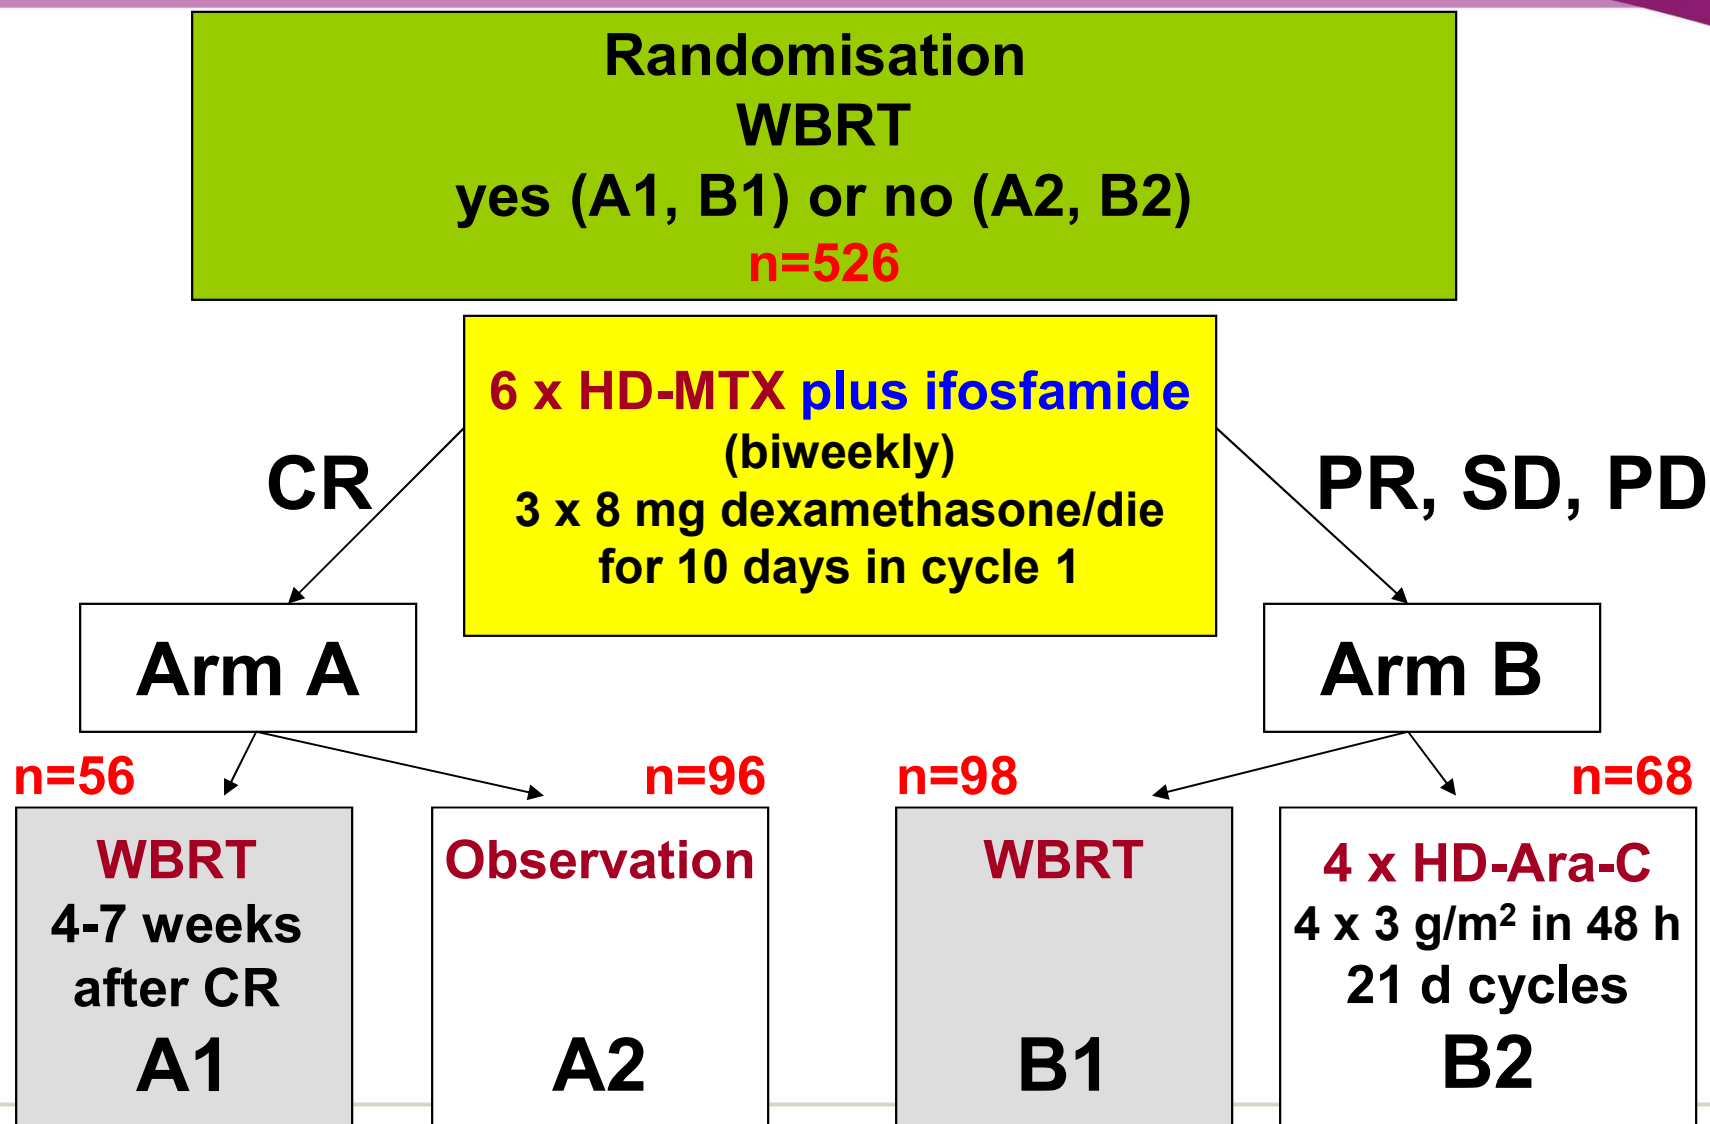 Randomisation
WBRT
yes (A1, B1) or no (A2, B2)
n=526
6 x HD-MTX plus ifosfamide
(biweekly)
3 x 8 mg dexamethasone/die
for 10 days in cycle 1
CR
PR, SD, PD
Arm A
Arm B
n=56
n=96
n=98
n=68
WBRT
4-7 weeks
after CR
A1
Observation
A2
WBRT
B1
4 x HD-Ara-C
4 x 3 g/m² in 48 h
21 d cycles
B2